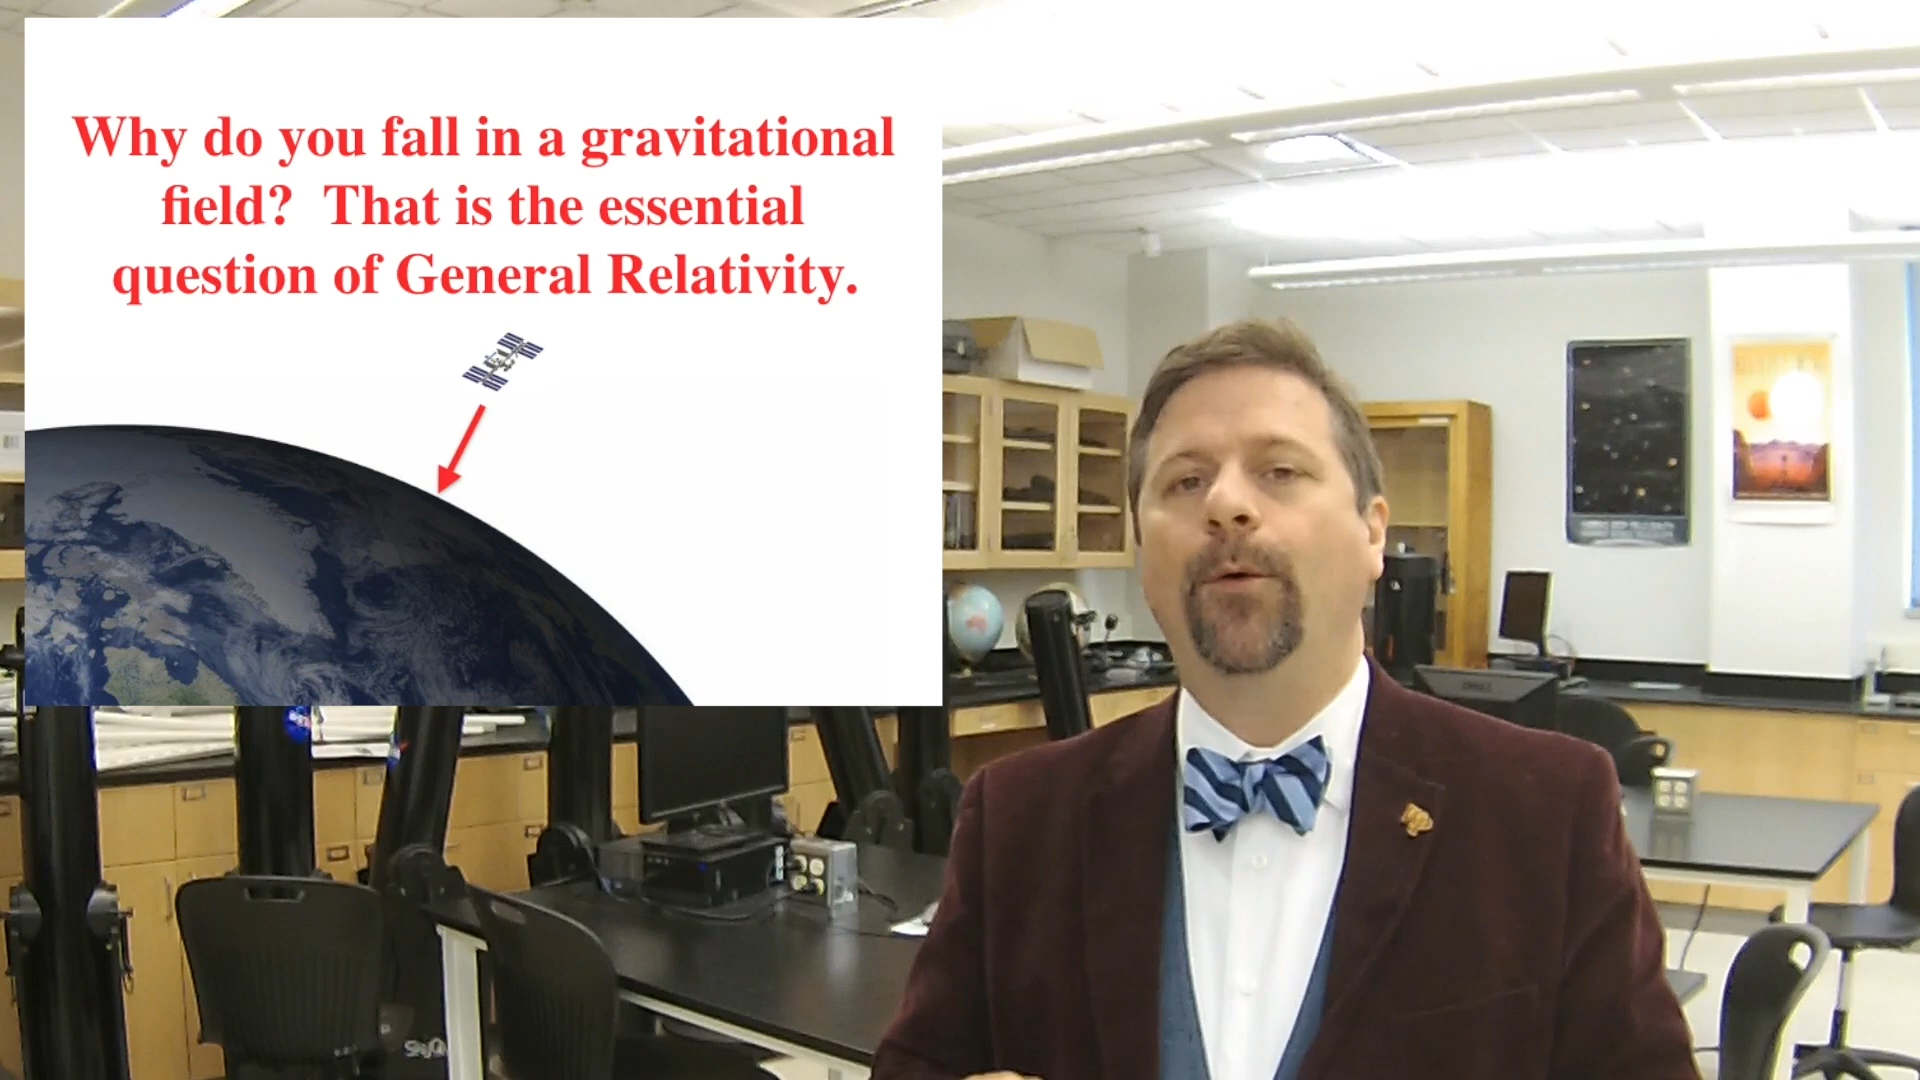 Why do you fall in a gravitational
field?  That is the essential
question of General Relativity.